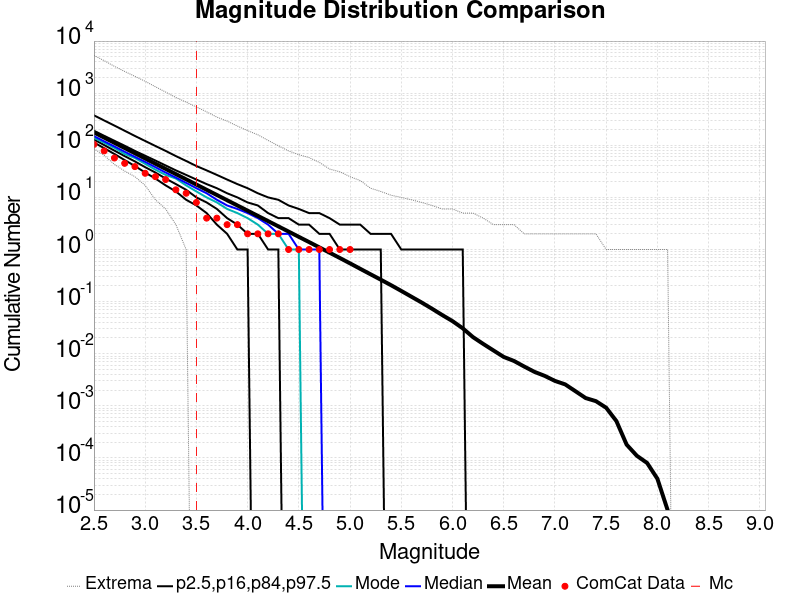 Magnitude Distribution Comparison
10^4
10^3
10^2
10^1
10^0
10^-1
10^-2
10^-3
10^-4
10^-5
Cumulative Number
2.5 3.0 3.5 4.0 4.5 5.0 5.5 6.0 6.5 7.0 7.5 8.0 8.5 9.0
Magnitude
Extrema p2.5,p16,p84,p97.5 Mode Median Mean ComCat Data Mc